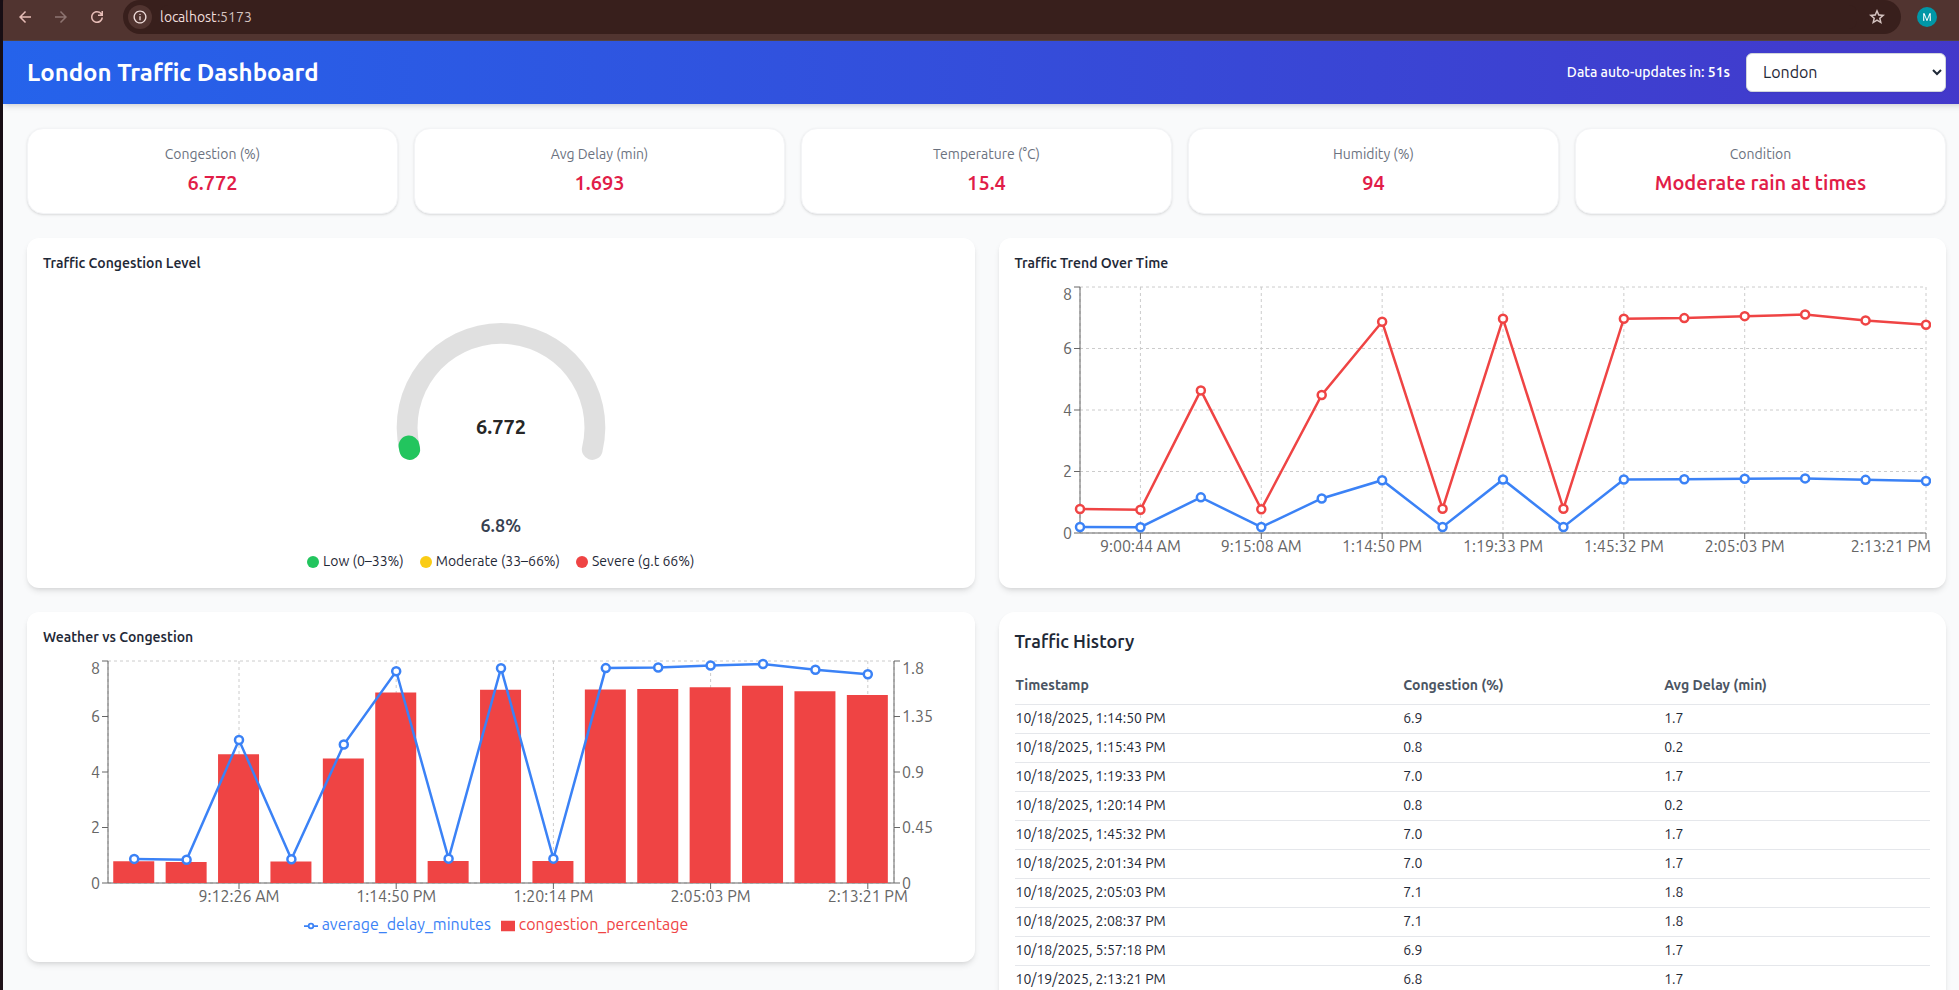 localhost:5173
M
London Traffic Dashboard
Data auto-updates in: 51s
London
Congestion (%)
6.772
Avg Delay (min)
1.693
Temperature (°C)
15.4
Humidity (%)
94
Condition
Moderate rain at times
Traffic Congestion Level
6.772
6.8%
Low (0–33%) Moderate (33–66%) Severe (g.t 66%)
Traffic Trend Over Time
8
6
4
2
0
9:00:44 AM 9:15:08 AM 1:14:50 PM 1:19:33 PM 1:45:32 PM 2:05:03 PM 2:13:21 PM
Weather vs Congestion
8 1.8
6 1.35
4 0.9
2 0.45
0 0
9:12:26 AM 1:14:50 PM 1:20:14 PM 2:05:03 PM 2:13:21 PM
average_delay_minutes congestion_percentage
Traffic History
Timestamp Congestion (%) Avg Delay (min)
10/18/2025, 1:14:50 PM 6.9 1.7
10/18/2025, 1:15:43 PM 0.8 0.2
10/18/2025, 1:19:33 PM 7.0 1.7
10/18/2025, 1:20:14 PM 0.8 0.2
10/18/2025, 1:45:32 PM 7.0 1.7
10/18/2025, 2:01:34 PM 7.0 1.7
10/18/2025, 2:05:03 PM 7.1 1.8
10/18/2025, 2:08:37 PM 7.1 1.8
10/18/2025, 5:57:18 PM 6.9 1.7
10/19/2025, 2:13:21 PM 6.8 1.7